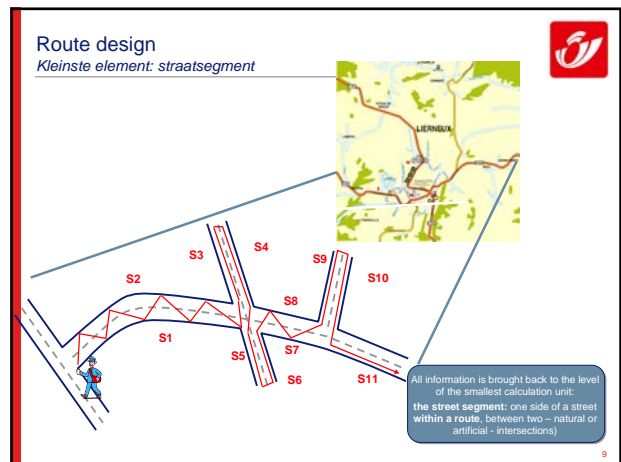 Route design
Kleinste element: straatsegment
LIERNEUX
S3
S4
S9
S10
S2
S8
S1
S5
S7
S6
S11
All information is brought back to the level
of the smallest calculation unit:
the street segment: one side of a street
within a route, between two – natural or
artificial - intersections)
9